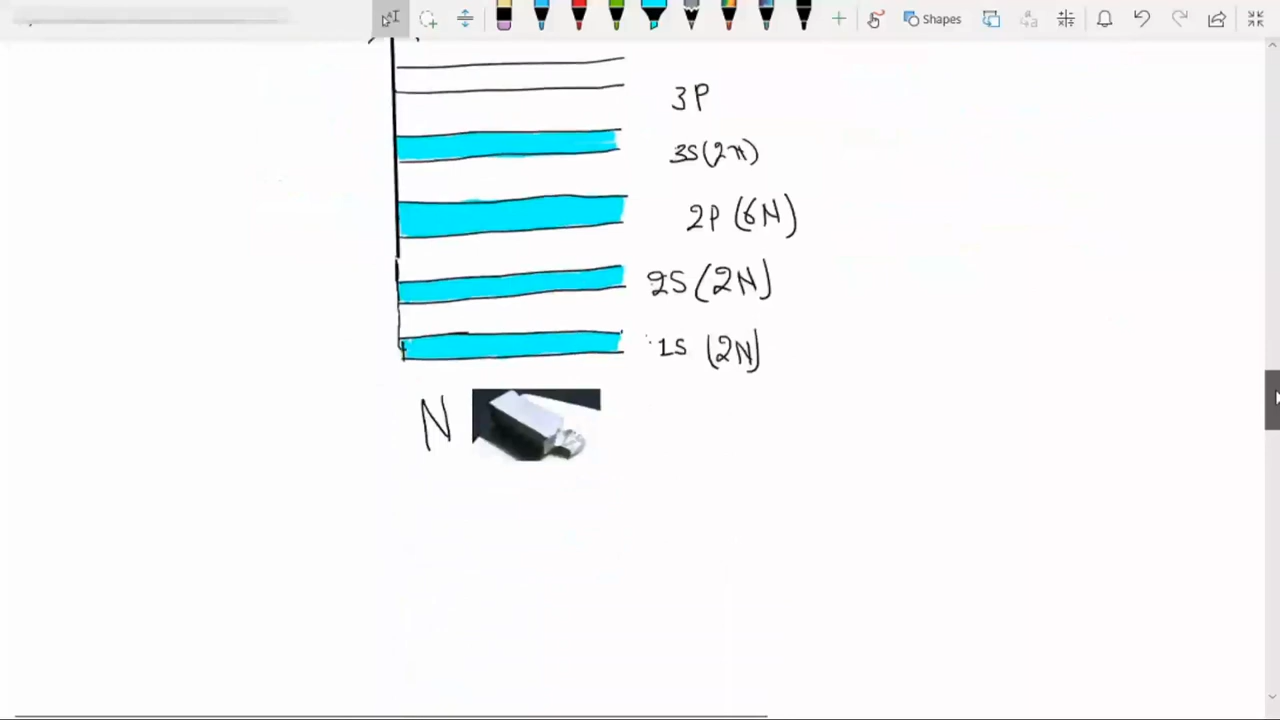 Shapes
3P
3S(2N)
2P (6N)
2S (2N)
1S (2N)
N